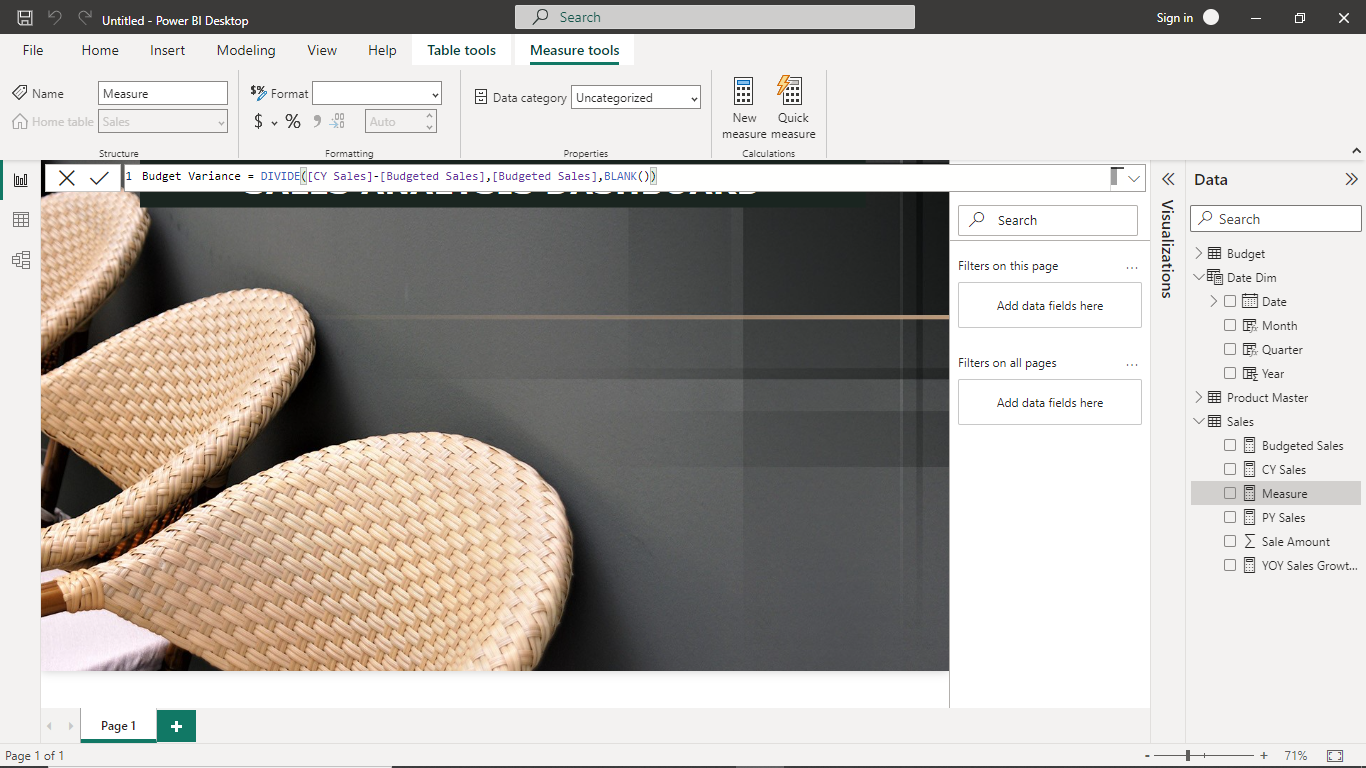 Untitled - Power BI Desktop
Search
Sign in
File
Home
Insert
Modeling
View
Help
Table tools
Measure tools
Name
Measure
Home table
Sales
Structure
Format
$
%
Auto
Formatting
Data category
Uncategorized
Properties
New
measure
Quick
measure
Calculations
1 Budget Variance = DIVIDE([CY Sales]-[Budgeted Sales],[Budgeted Sales],BLANK())
SALES ANALYSIS DASHBOARD
Search
Filters on this page
...
Add data fields here
Filters on all pages
...
Add data fields here
Visualizations
Data
Search
Budget
Date Dim
Date
Month
Quarter
Year
Product Master
Sales
Budgeted Sales
CY Sales
Measure
PY Sales
Sale Amount
YOY Sales Growt...
Page 1
+
Page 1 of 1
- + 71%